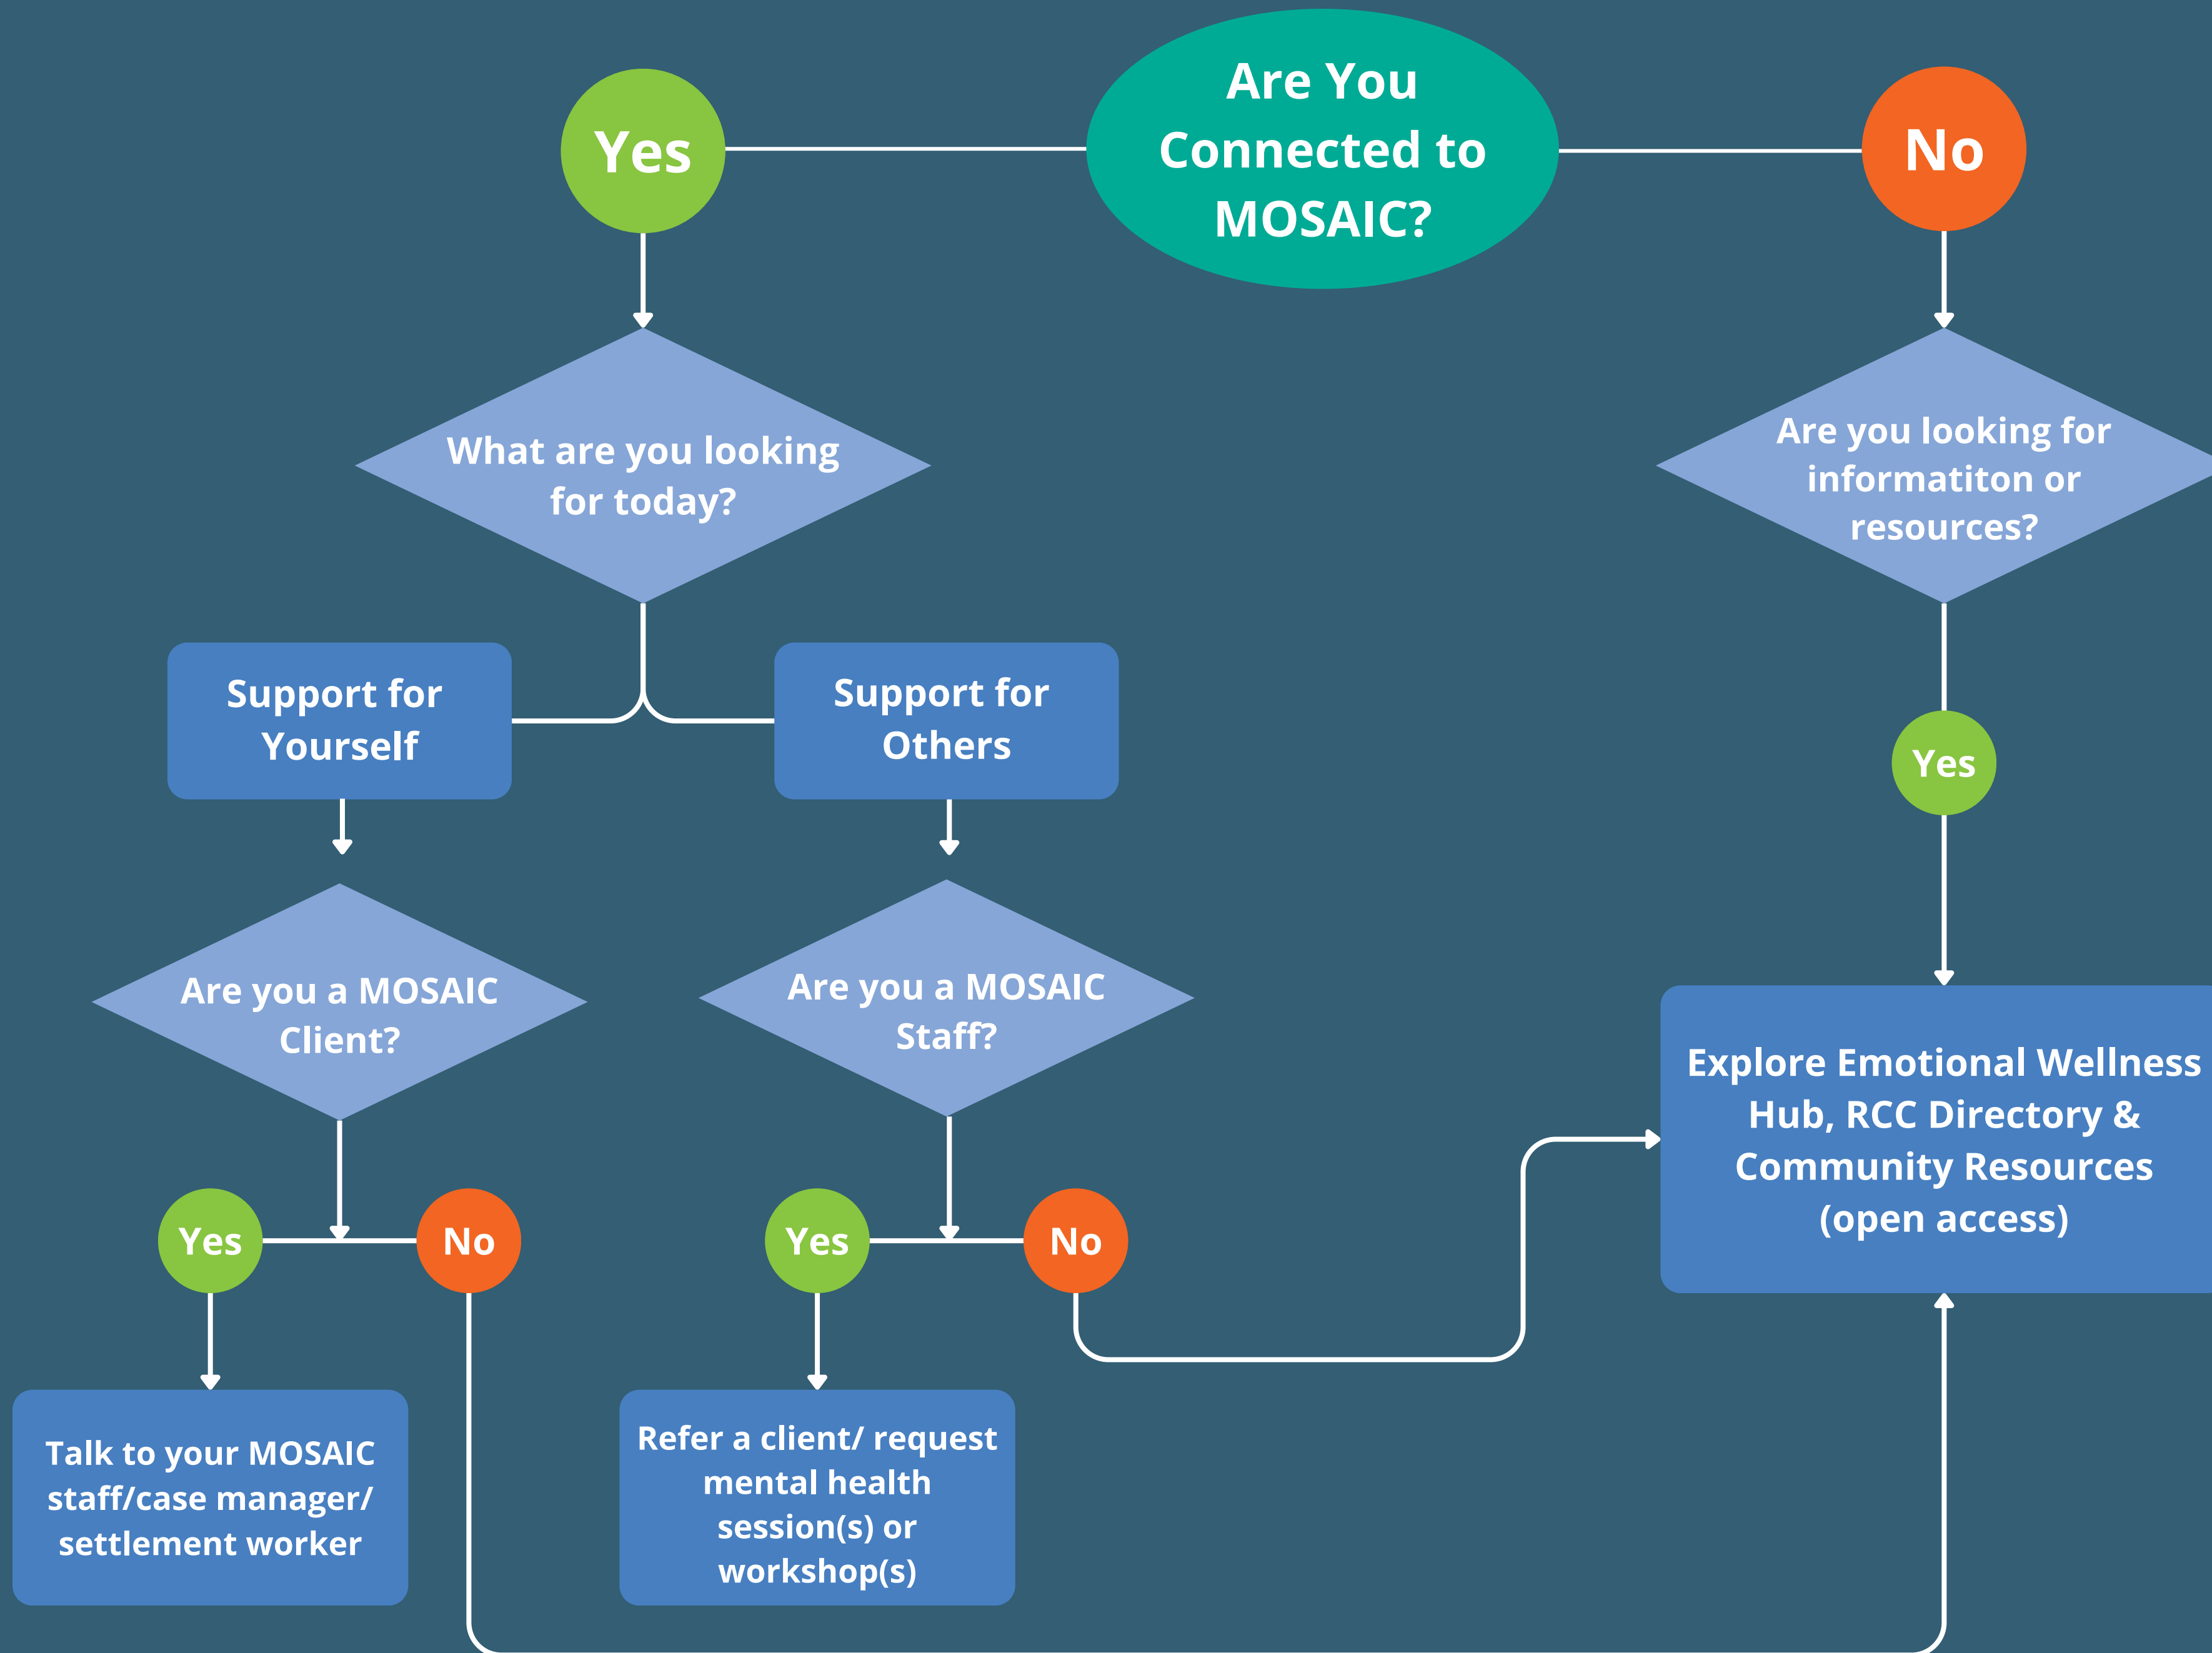 Are You
Connected to
MOSAIC?
Yes
No
What are you looking
for today?
Are you looking for
informatiton or
resources?
Support for
Yourself
Support for
Others
Yes
Are you a MOSAIC
Client?
Are you a MOSAIC
Staff?
Explore Emotional Wellness
Hub, RCC Directory &
Community Resources
(open access)
Yes
No
Yes
No
Talk to your MOSAIC
staff/case manager/
settlement worker
Refer a client/ request
mental health
session(s) or
workshop(s)